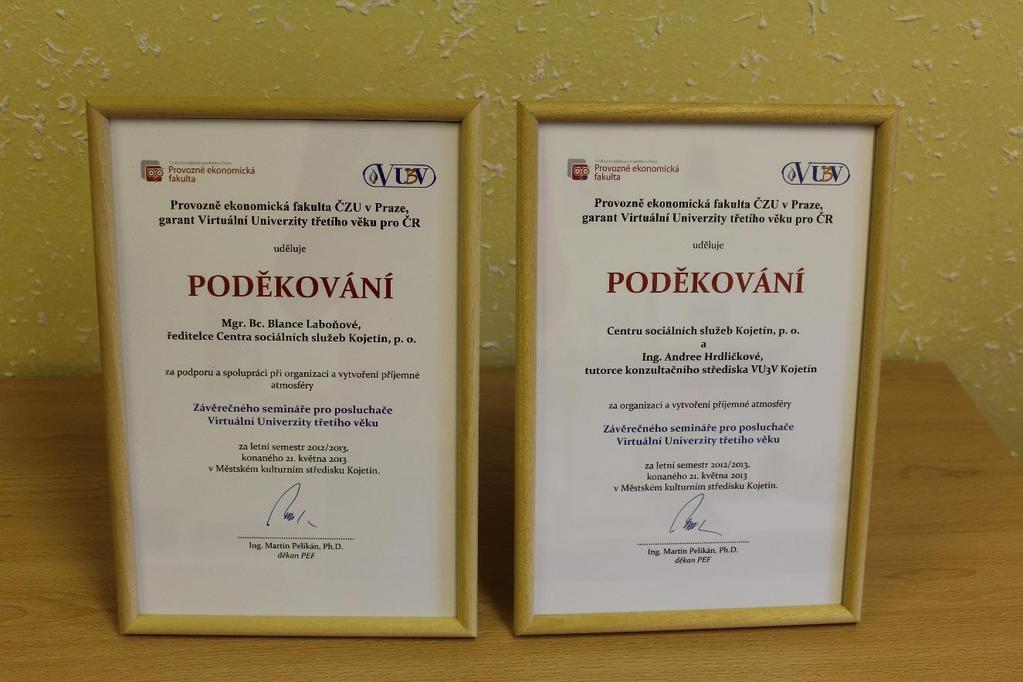 Provozně ekonomická
fakulta
VU3V
Provozně ekonomická fakulta ČZU v Praze,
garant Virtuální Univerzity třetího věku pro ČR
uděluje
PODĚKOVÁNÍ
Mgr. Bc. Blance Laboňové,
ředitelce Centra sociálních služeb Kojetín, p. o.
za podporu a spolupráci při organizaci a vytvoření příjemné
atmosféry
Závěrečného semináře pro posluchače
Virtuální Univerzity třetího věku
za letní semestr 2012/2013,
konaného 21. května 2013
v Městském kulturním středisku Kojetín.
Ing. Martin Pelikán, Ph.D.
děkan PEF
Provozně ekonomická
fakulta
VU3V
Provozně ekonomická fakulta ČZU v Praze,
garant Virtuální Univerzity třetího věku pro ČR
uděluje
PODĚKOVÁNÍ
Centru sociálních služeb Kojetín, p. o.
a
Ing. Andree Hrdličkové,
tutorce konzultačního střediska VU3V Kojetín
za organizaci a vytvoření příjemné atmosféry
Závěrečného semináře pro posluchače
Virtuální Univerzity třetího věku
za letní semestr 2012/2013,
konaného 21. května 2013
v Městském kulturním středisku Kojetín.
Ing. Martin Pelikán, Ph.D.
děkan PEF